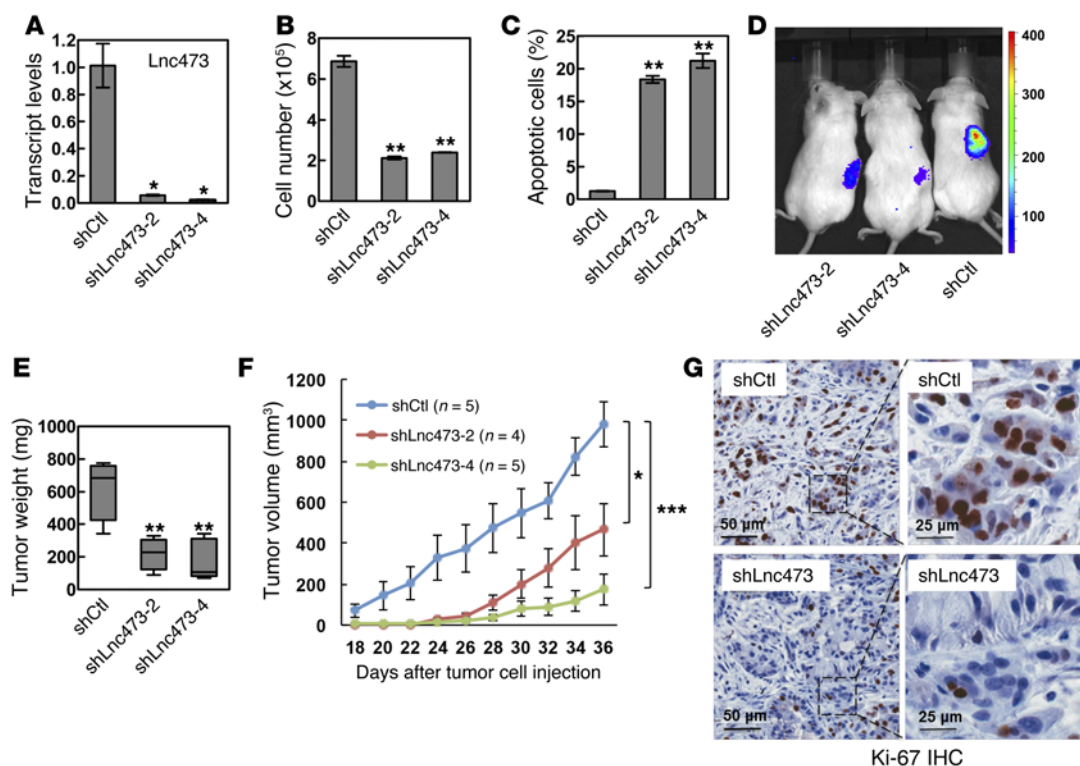 A
Transcript levels
1.2
1.0
0.8
0.6
0.4
0.2
0.0
Lnc473
*
*
shCtl
shLnc473-2
shLnc473-4
B
Cell number (x10⁵)
8
6
4
2
0
**
**
shCtl
shLnc473-2
shLnc473-4
C
Apoptotic cells (%)
25
20
15
10
5
0
**
**
shCtl
shLnc473-2
shLnc473-4
D
400
300
200
100
shLnc473-2
shLnc473-4
shCtl
E
Tumor weight (mg)
1000
800
600
400
200
0
**
**
shCtl
shLnc473-2
shLnc473-4
F
Tumor volume (mm³)
1200
1000
800
600
400
200
0
shCtl (n = 5)
shLnc473-2 (n = 4)
shLnc473-4 (n = 5)
*
***
18 20 22 24 26 28 30 32 34 36
Days after tumor cell injection
G
shCtl
50 µm
shCtl
25 µm
shLnc473
50 µm
shLnc473
25 µm
Ki-67 IHC